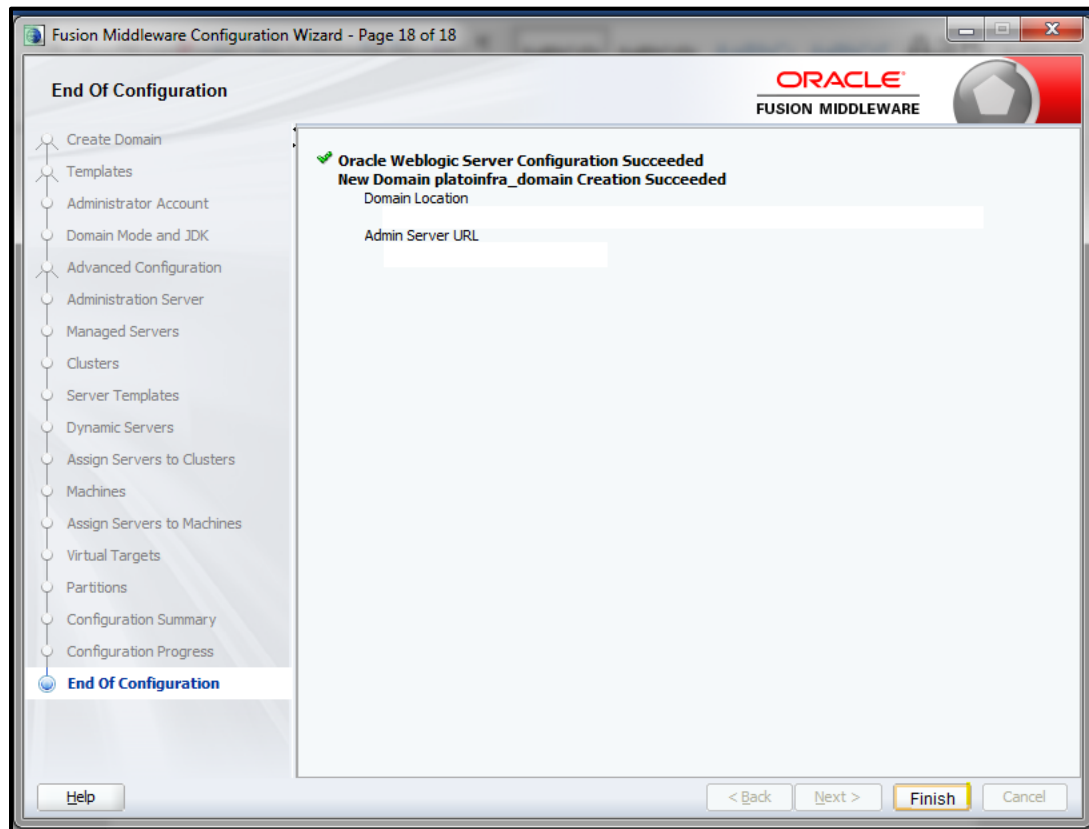 Fusion Middleware Configuration Wizard - Page 18 of 18
End Of Configuration
ORACLE
FUSION MIDDLEWARE
Create Domain
Templates
Administrator Account
Domain Mode and JDK
Advanced Configuration
Administration Server
Managed Servers
Clusters
Server Templates
Dynamic Servers
Assign Servers to Clusters
Machines
Assign Servers to Machines
Virtual Targets
Partitions
Configuration Summary
Configuration Progress
End Of Configuration
Oracle Weblogic Server Configuration Succeeded
New Domain platoinfra_domain Creation Succeeded
Domain Location
Admin Server URL
Help
< Back
Next >
Finish
Cancel